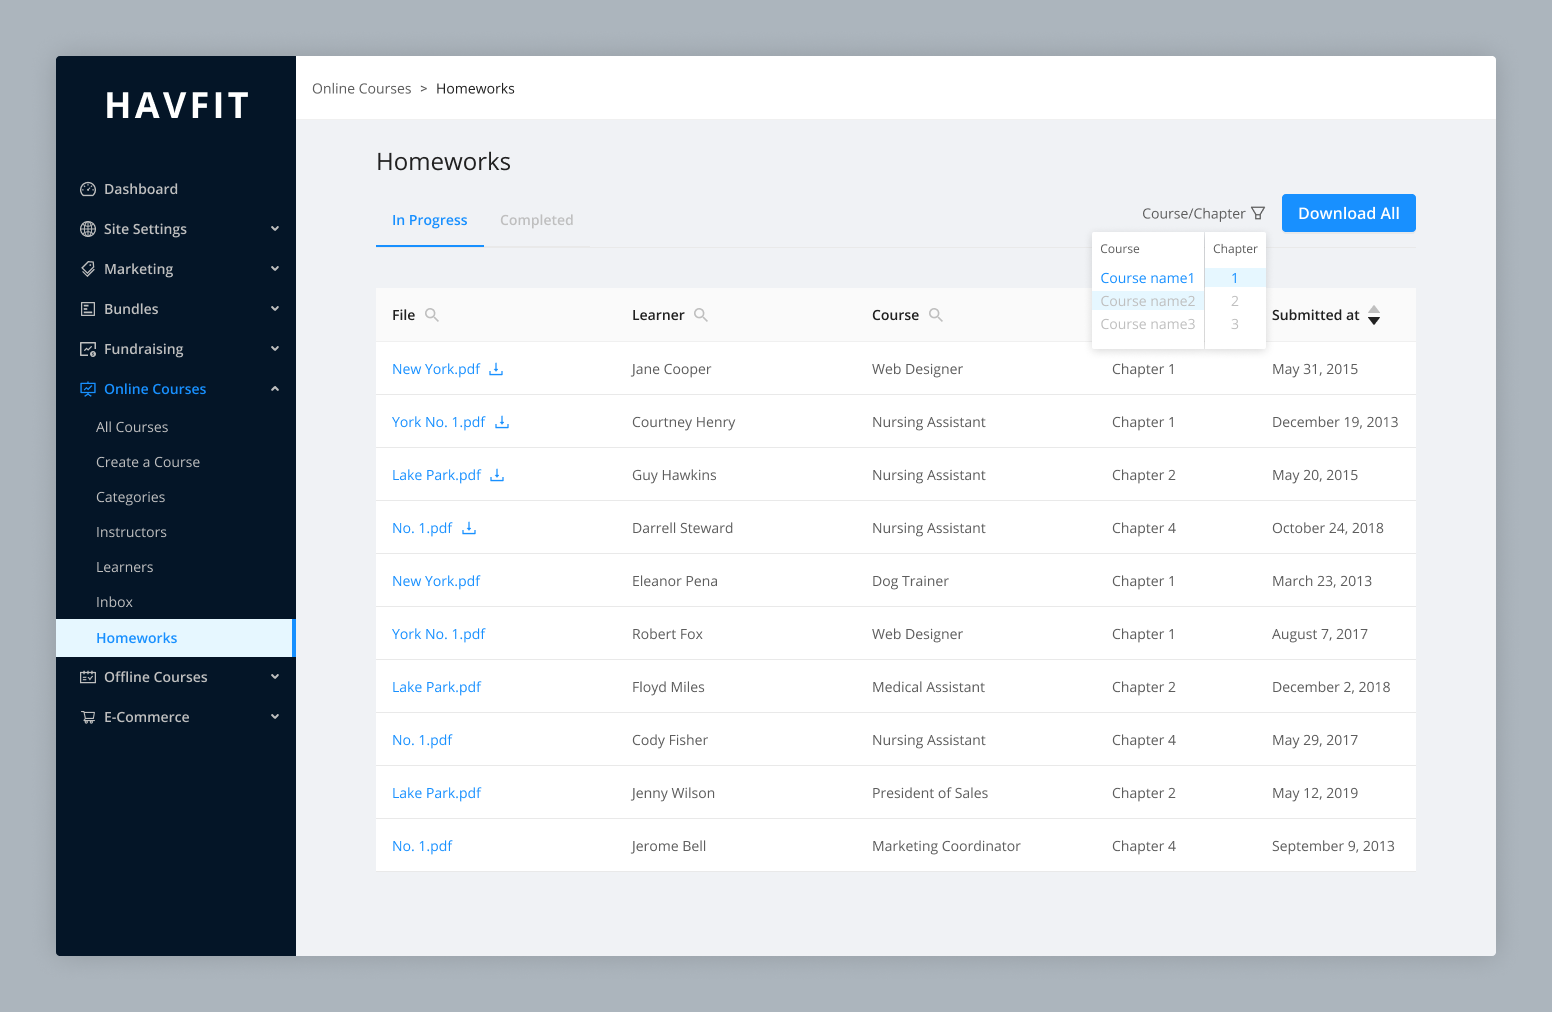 HAVFIT
Dashboard
Site Settings
Marketing
Bundles
Fundraising
Online Courses
All Courses
Create a Course
Categories
Instructors
Learners
Inbox
Homeworks
Offline Courses
E-Commerce
Online Courses > Homeworks
Homeworks
In Progress Completed
Course/Chapter Download All
Course Chapter
Course name1 1
Course name2 2
Course name3 3
File Learner Course Submitted at
New York.pdf Jane Cooper Web Designer Chapter 1 May 31, 2015
York No. 1.pdf Courtney Henry Nursing Assistant Chapter 1 December 19, 2013
Lake Park.pdf Guy Hawkins Nursing Assistant Chapter 2 May 20, 2015
No. 1.pdf Darrell Steward Nursing Assistant Chapter 4 October 24, 2018
New York.pdf Eleanor Pena Dog Trainer Chapter 1 March 23, 2013
York No. 1.pdf Robert Fox Web Designer Chapter 1 August 7, 2017
Lake Park.pdf Floyd Miles Medical Assistant Chapter 2 December 2, 2018
No. 1.pdf Cody Fisher Nursing Assistant Chapter 4 May 29, 2017
Lake Park.pdf Jenny Wilson President of Sales Chapter 2 May 12, 2019
No. 1.pdf Jerome Bell Marketing Coordinator Chapter 4 September 9, 2013